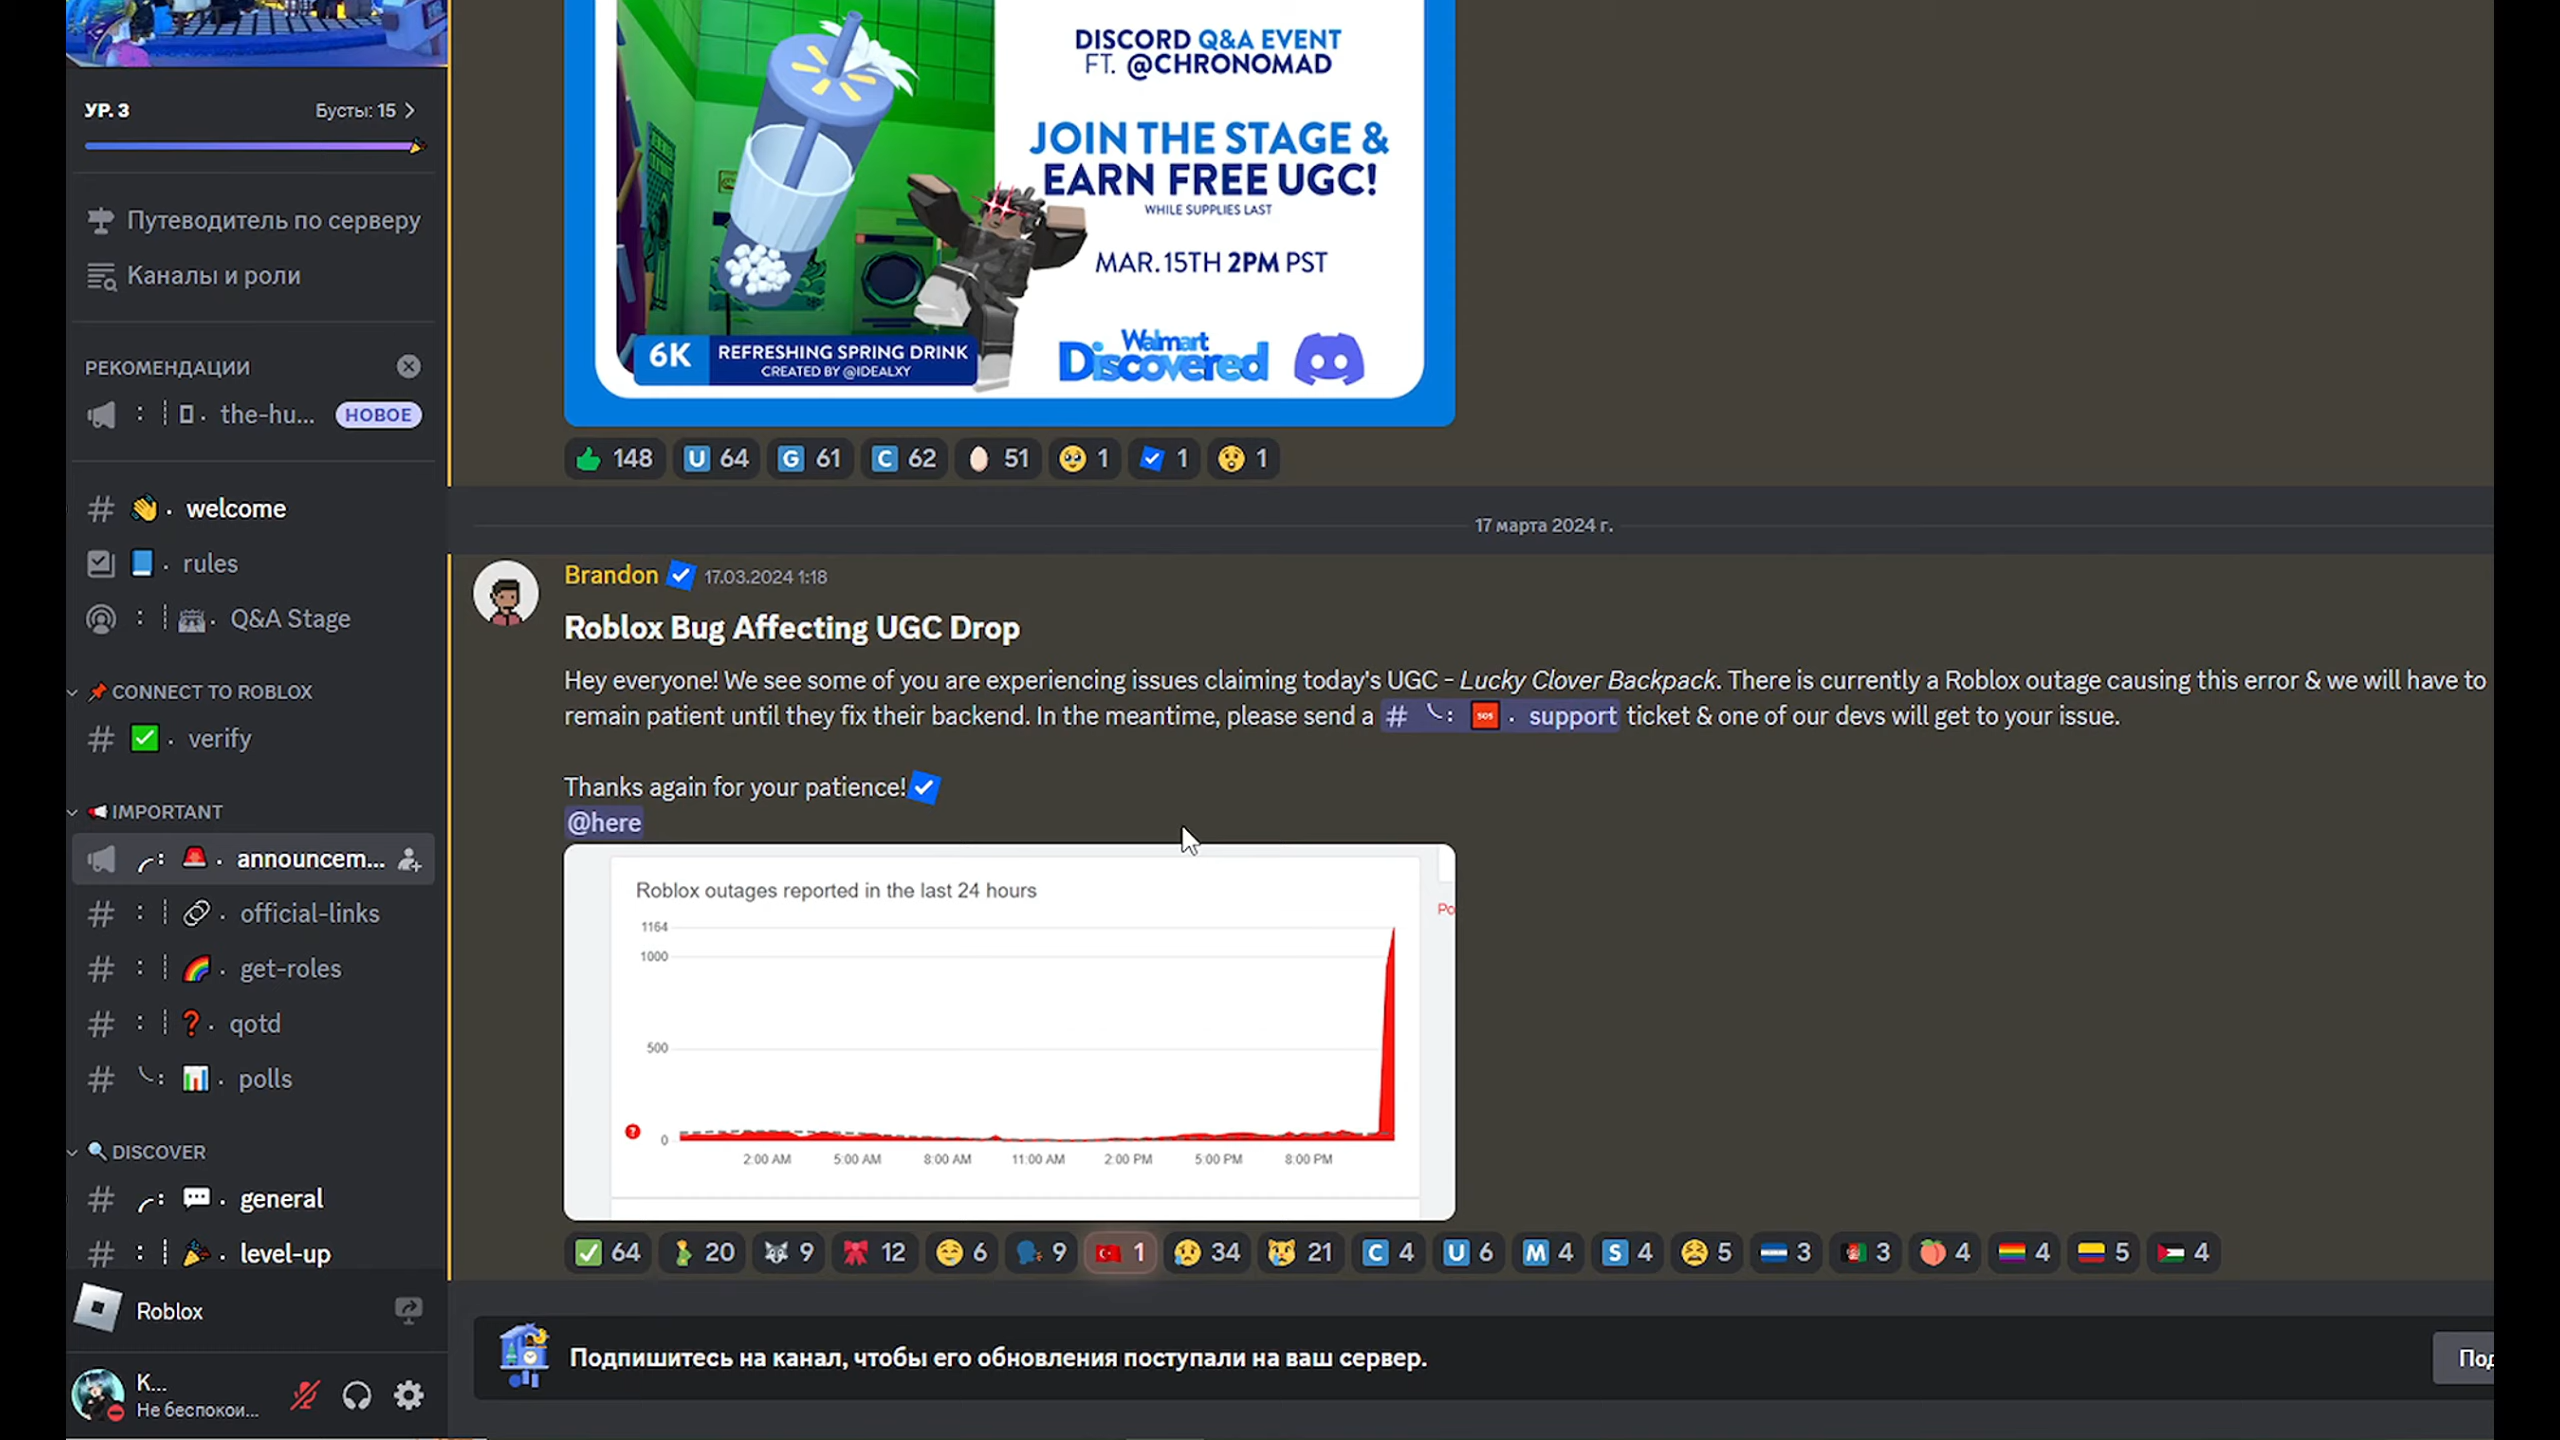 DISCORD Q&A EVENT
FT. @CHRONOMAD
JOIN THE STAGE &
EARN FREE UGC!
WHILE SUPPLIES LAST
MAR. 15TH 2PM PST
6K REFRESHING SPRING DRINK
CREATED BY @IDEALXY
Walmart
Discovered
148 U 64 G 61 C 62 51 1 1 1
УР. 3 Бусты: 15
Путеводитель по серверу
Каналы и роли
РЕКОМЕНДАЦИИ
the-hu... НОВОЕ
# welcome
rules
Q&A Stage
CONNECT TO ROBLOX
# verify
IMPORTANT
announcem...
# official-links
# get-roles
# qotd
# polls
DISCOVER
# general
# level-up
Roblox
К...
Не беспокои...
17 марта 2024 г.
Brandon 17.03.2024 1:18
Roblox Bug Affecting UGC Drop
Hey everyone! We see some of you are experiencing issues claiming today's UGC - Lucky Clover Backpack. There is currently a Roblox outage causing this error & we will have to
remain patient until they fix their backend. In the meantime, please send a # SOS · support ticket & one of our devs will get to your issue.
Thanks again for your patience!
@here
Roblox outages reported in the last 24 hours
Po
1164
1000
500
0
2:00 AM 5:00 AM 8:00 AM 11:00 AM 2:00 PM 5:00 PM 8:00 PM
64 20 9 12 6 9 1 34 21 C 4 U 6 M 4 S 4 5 3 3 4 4 5 4
Подпишитесь на канал, чтобы его обновления поступали на ваш сервер.
Под